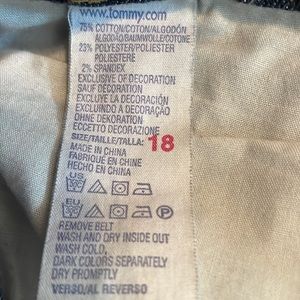 www.tommy.com
75% COTTON/COTON/ALGODÓN
ALGODÃO/BAUMWOLLE/COTONE
23% POLYESTER/POLIESTER
POLIESTERE
2% SPANDEX
EXCLUSIVE OF DECORATION
SAUF DECORATION
EXCLUYE LA DECORACIÓN
EXCLUINDO A DECORAÇÃO
OHNE DEKORATION
ECCETTO DECORAZIONE
SIZE/TAILLE/TALLA: 18
MADE IN CHINA
FABRIQUÉ EN CHINE
HECHO EN CHINA
US
EU
REMOVE BELT
WASH AND DRY INSIDE OUT
WASH COLD,
DARK COLORS SEPARATELY
DRY PROMPTLY
VERSO/AL REVERSO